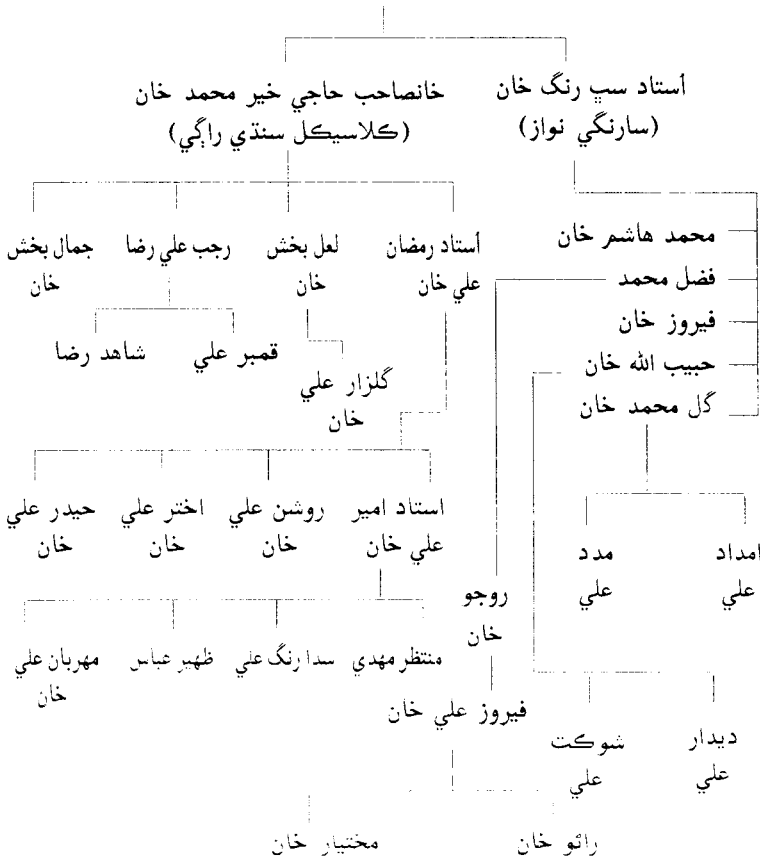 أستاد سڀ رنگ خان
(سارنگي نواز)
خانصاحب حاجي خير محمد خان
(ڪلاسيڪل سنڌي راڳي)
محمد هاشم خان
فضل محمد
فيروز خان
حبيب الله خان
گل محمد خان
أستاد رمضان
علي خان
لعل بخش
خان
رجب علي رضا
جمال بخش
خان
قمبر علي
شاهد رضا
گلزار علي
خان
استاد امير
علي خان
روشن علي
خان
اختر علي
خان
حيدر علي
خان
امداد
علي
مدد
علي
روجو
خان
منتظر مهدي
سدا رنگ علي
ظهير عباس
مهربان علي
خان
فيروز علي خان
ديدار
علي
شوڪت
علي
راڻو خان
مختيار خان